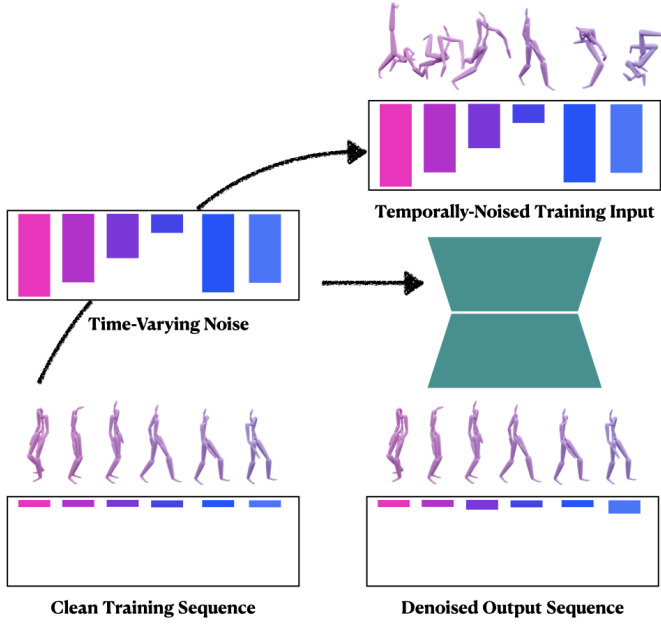 Temporally-Noised Training Input
Time-Varying Noise
Clean Training Sequence
Denoised Output Sequence